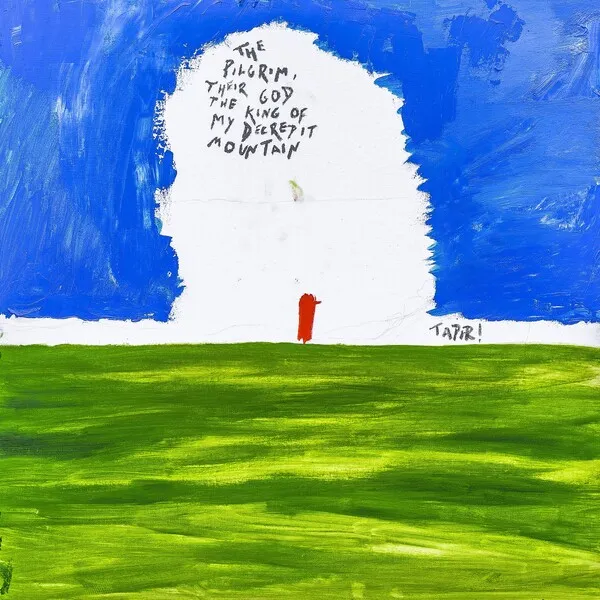 THE
PILGRIM,
THEIR GOD
THE KING OF
MY DECREPIT
MOUNTAIN
TAPIR!